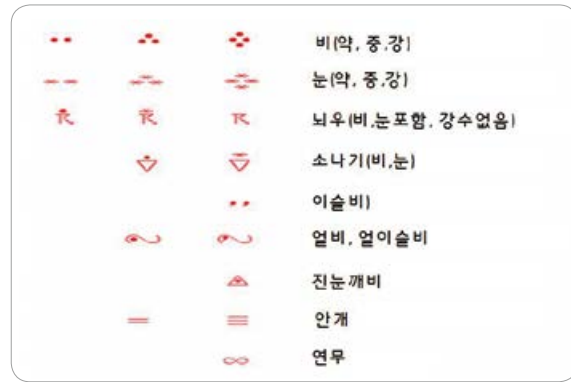 비(약, 중.강)
눈(약, 중.강)
뇌우(비,눈포함, 강수없음)
소나기(비,눈)
이슬비)
얼비, 얼이슬비
진눈깨비
안개
연무